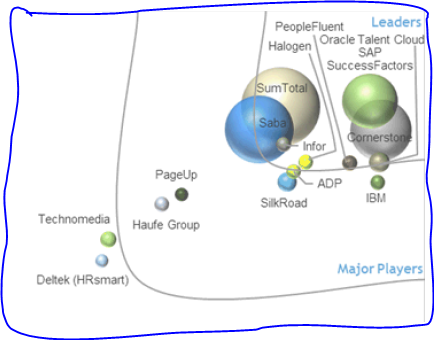 Leaders
PeopleFluent
Halogen
Oracle Talent Cloud
SAP
SuccessFactors
SumTotal
Saba
Cornerstone
Infor
ADP
SilkRoad
IBM
PageUp
Haufe Group
Technomedia
Deltek (HRsmart)
Major Players